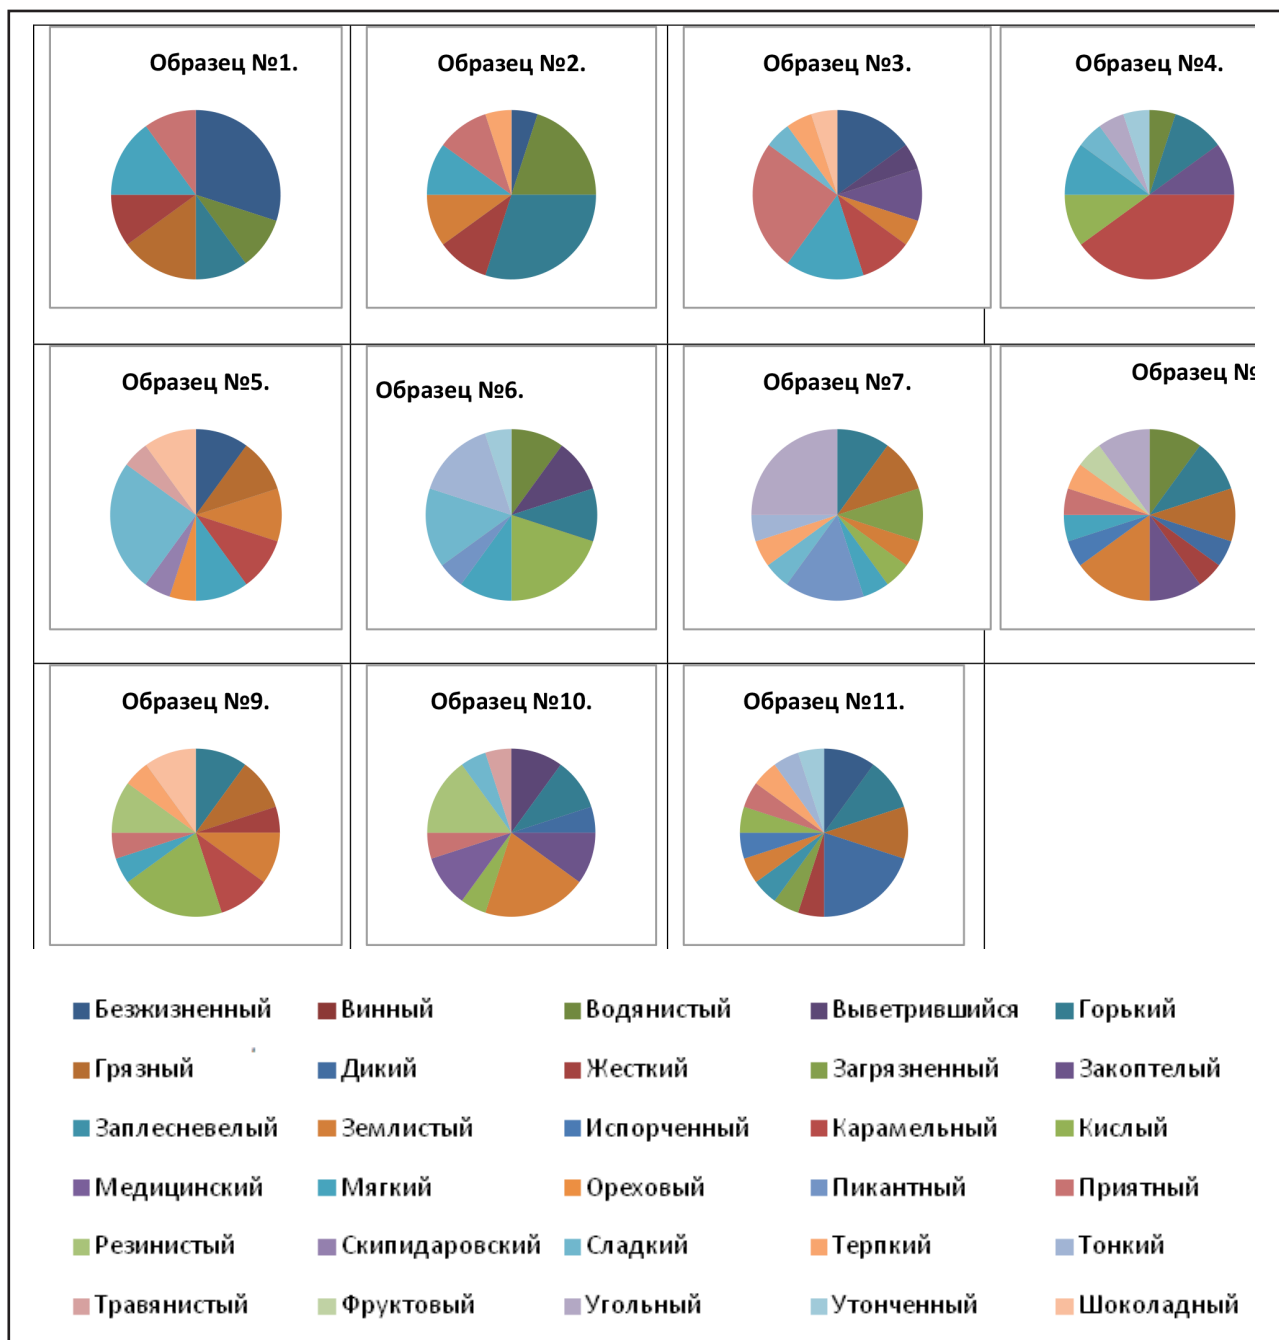 Образец №1.
Образец №2.
Образец №3.
Образец №4.
Образец №5.
Образец №6.
Образец №7.
Образец №
Образец №9.
Образец №10.
Образец №11.
Безжизненный Винный Водянистый Выветрившийся Горький
Грязный Дикий Жесткий Загрязненный Закоптелый
Заплесневелый Землистый Испорченный Карамельный Кислый
Медицинский Мягкий Ореховый Пикантный Приятный
Резинистый Скипидаровский Сладкий Терпкий Тонкий
Травянистый Фруктовый Угольный Утонченный Шоколадный